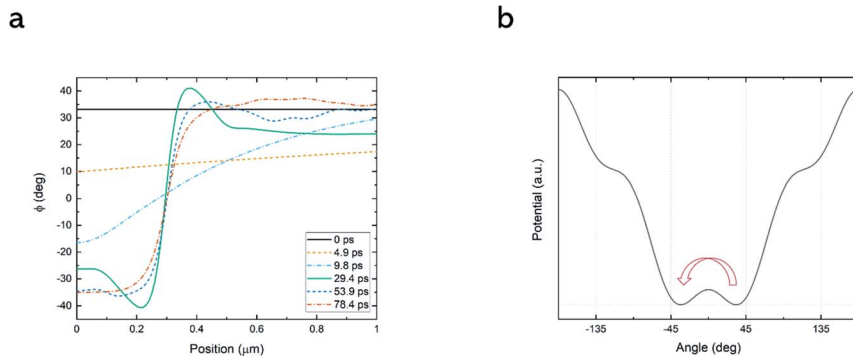 a
b
40
30
20
10
0
-10
-20
-30
-40
ϕ (deg)
0 ps
4.9 ps
9.8 ps
29.4 ps
53.9 ps
78.4 ps
0.0
0.2
0.4
0.6
0.8
1
Position (μm)
Potential (a.u.)
-135
-45
45
135
Angle (deg)